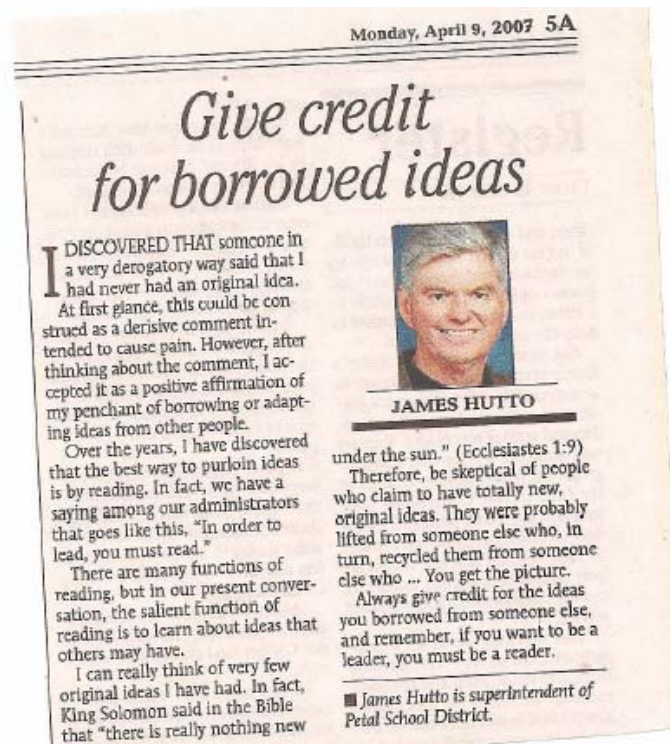 Monday, April 9, 2007 5A
Give credit
for borrowed ideas
I DISCOVERED THAT someone in
a very derogatory way said that I
had never had an original idea.
At first glance, this could be con-
strued as a derisive comment in-
tended to cause pain. However, after
thinking about the comment, I ac-
cepted it as a positive affirmation of
my penchant of borrowing or adapt-
ing ideas from other people.
Over the years, I have discovered
that the best way to purloin ideas
is by reading. In fact, we have a
saying among our administrators
that goes like this, "In order to
lead, you must read."
There are many functions of
reading, but in our present conver-
sation, the salient function of
reading is to learn about ideas that
others may have.
I can really think of very few
original ideas I have had. In fact,
King Solomon said in the Bible
that "there is really nothing new
JAMES HUTTO
under the sun." (Ecclesiastes 1:9)
Therefore, be skeptical of people
who claim to have totally new,
original ideas. They were probably
lifted from someone else who, in
turn, recycled them from someone
else who ... You get the picture.
Always give credit for the ideas
you borrowed from someone else,
and remember, if you want to be a
leader, you must be a reader.
■ James Hutto is superintendent of
Petal School District.